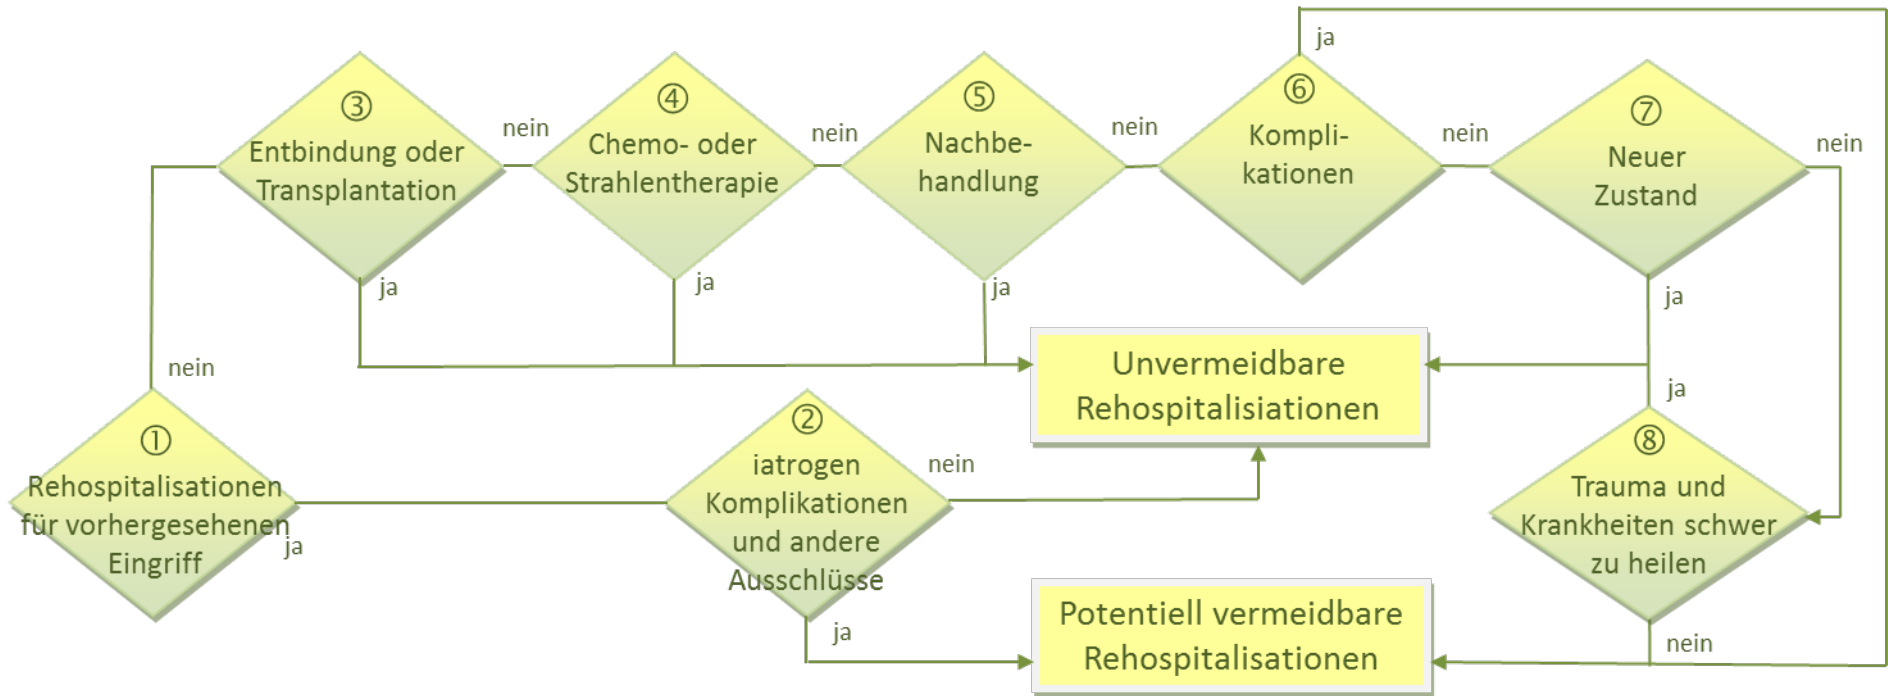 ①
Rehospitalisationen
für vorhergesehenen
Eingriff
ja
nein
②
iatrogen
Komplikationen
und andere
Ausschlüsse
nein
ja
③
Entbindung oder
Transplantation
nein
ja
④
Chemo- oder
Strahlentherapie
nein
ja
⑤
Nachbe-
handlung
nein
ja
⑥
Kompli-
kationen
ja
nein
⑦
Neuer
Zustand
nein
ja
ja
⑧
Trauma und
Krankheiten schwer
zu heilen
nein
Unvermeidbare
Rehospitalisiationen
Potentiell vermeidbare
Rehospitalisationen